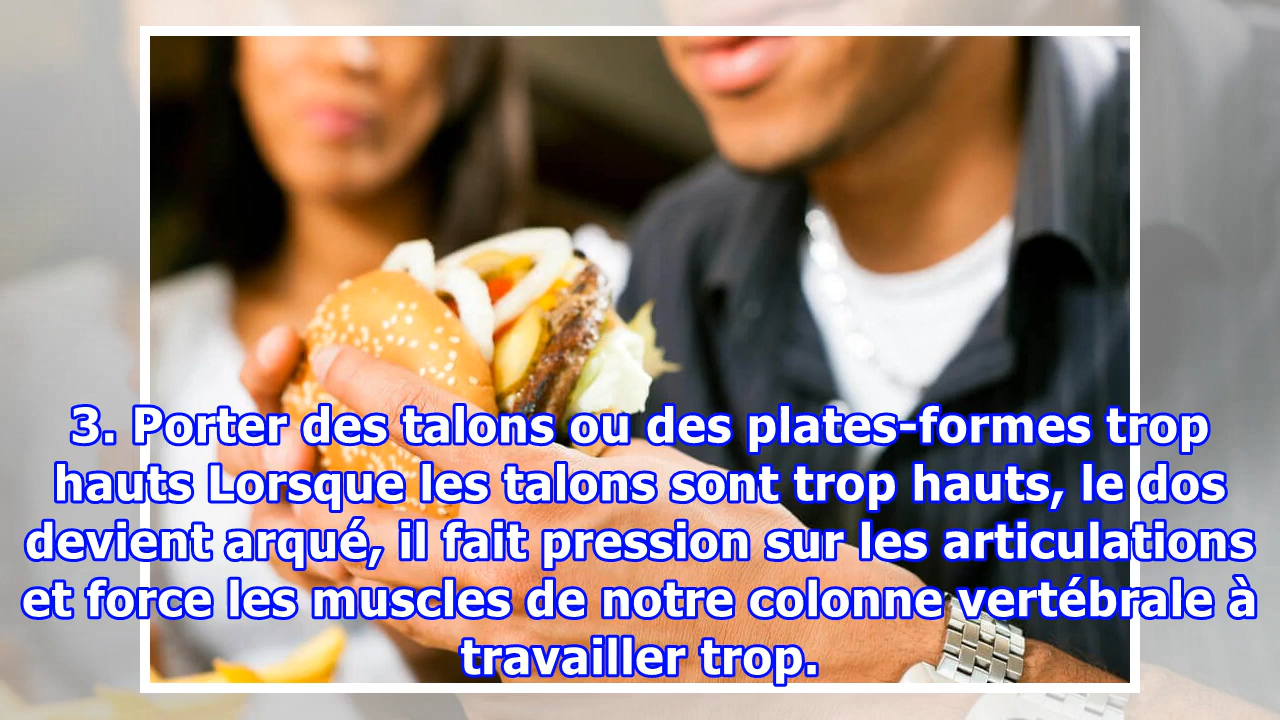 3. Porter des talons ou des plates-formes trop
hauts Lorsque les talons sont trop hauts, le dos
devient arqué, il fait pression sur les articulations
et force les muscles de notre colonne vertébrale à
travailler trop.